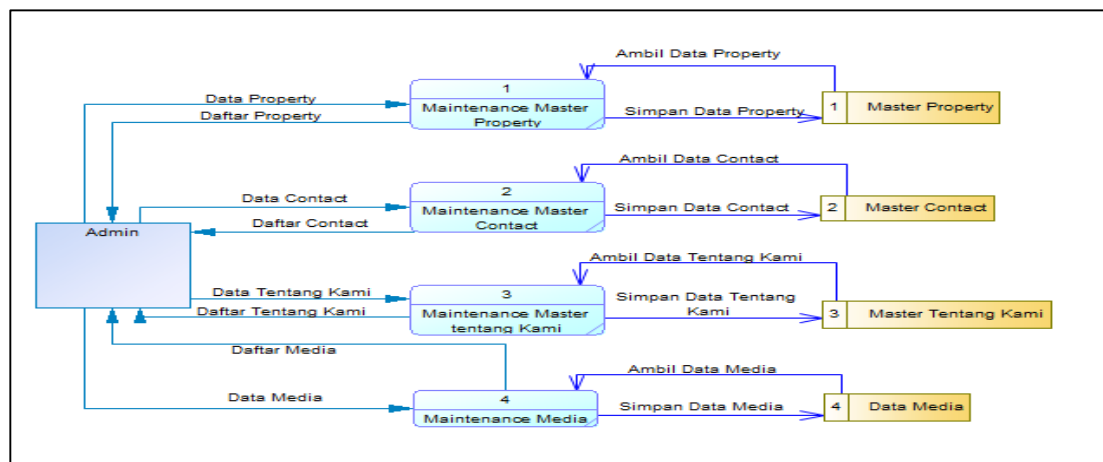 Ambil Data Property
1
Data Property
Maintenance Master
Property
Daftar Property
Simpan Data Property
1
Master Property
Ambil Data Contact
2
Data Contact
Maintenance Master
Contact
Daftar Contact
Simpan Data Contact
2
Master Contact
Admin
Ambil Data Tentang Kami
3
Data Tentang Kami
Maintenance Master
tentang Kami
Daftar Tentang Kami
Simpan Data Tentang
Kami
3
Master Tentang Kami
Daftar Media
Ambil Data Media
4
Data Media
Maintenance Media
Simpan Data Media
4
Data Media